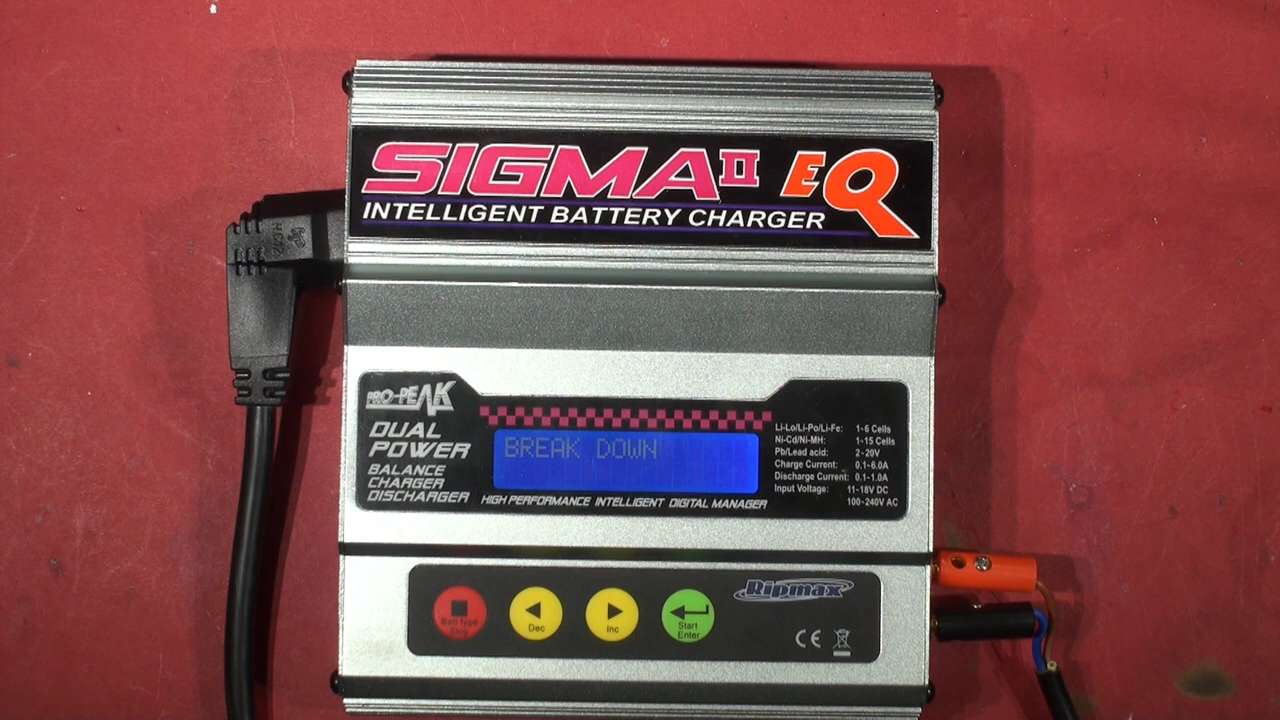 SIGMA II EQ
INTELLIGENT BATTERY CHARGER
PRO-PEAK
DUAL
POWER
BALANCE
CHARGER
DISCHARGER
BREAK DOWN
HIGH PERFORMANCE INTELLIGENT DIGITAL MANAGER
Li-Lo/Li-Po/Li-Fe: 1-6 Cells
Ni-Cd/Ni-MH: 1-15 Cells
Pb/Lead acid: 2-20V
Charge Current: 0.1-6.0A
Discharge Current: 0.1-1.0A
Input Voltage: 11-18V DC
100-240V AC
Batt type
Stop
Dec
Inc
Start
Enter
Ripmax
CE